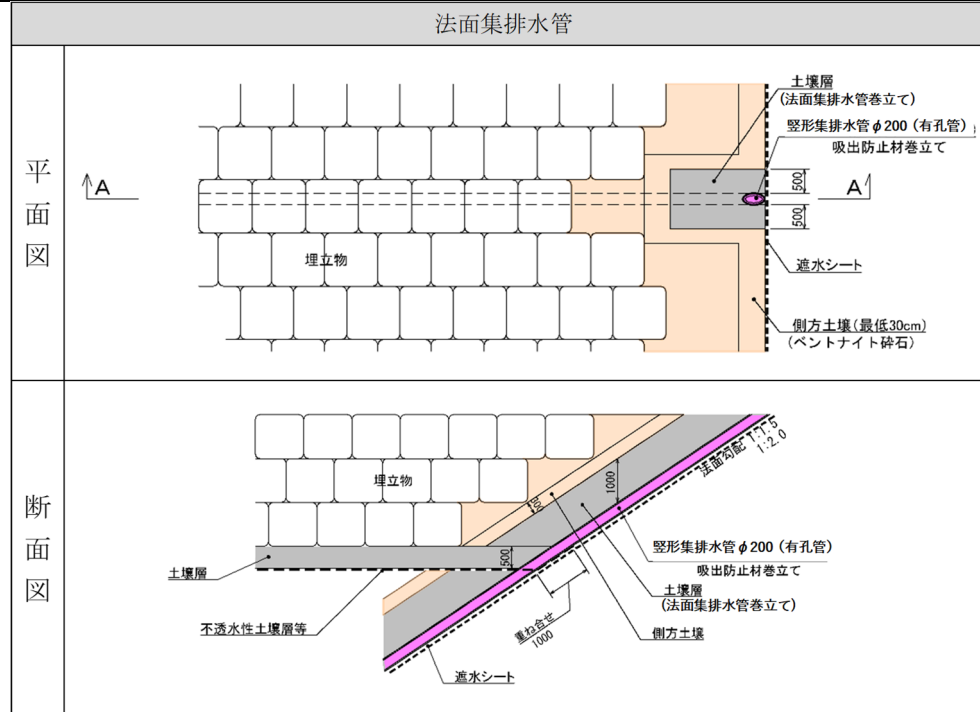 法面集排水管
平面図
土壌層
(法面集排水管巻立て)
竪形集排水管φ200 (有孔管)
吸出防止材巻立て
A
A
500
500
埋立物
遮水シート
側方土壌(最低30cm)
(ベントナイト砕石)
断面図
法面勾配 1:1.5
1:2.0
埋立物
1000
500
竪形集排水管φ200 (有孔管)
吸出防止材巻立て
土壌層
土壌層
(法面集排水管巻立て)
不透水性土壌層等
重ね合せ
1000
側方土壌
遮水シート